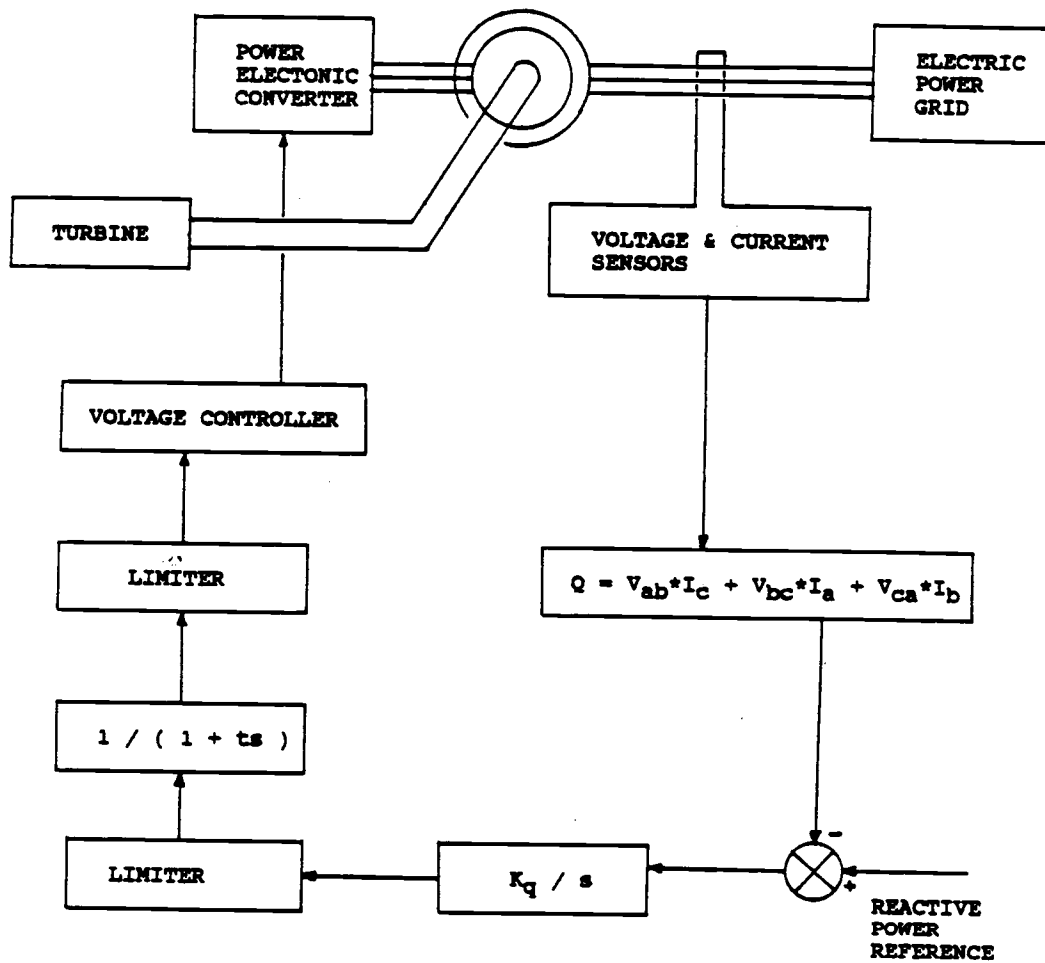 POWER
ELECTONIC
CONVERTER
ELECTRIC
POWER
GRID
TURBINE
VOLTAGE & CURRENT
SENSORS
VOLTAGE CONTROLLER
LIMITER
Q = Vab*Ic + Vbc*Ia + Vca*Ib
1 / ( 1 + ts )
LIMITER
Kq / s
-
+
REACTIVE
POWER
REFERENCE